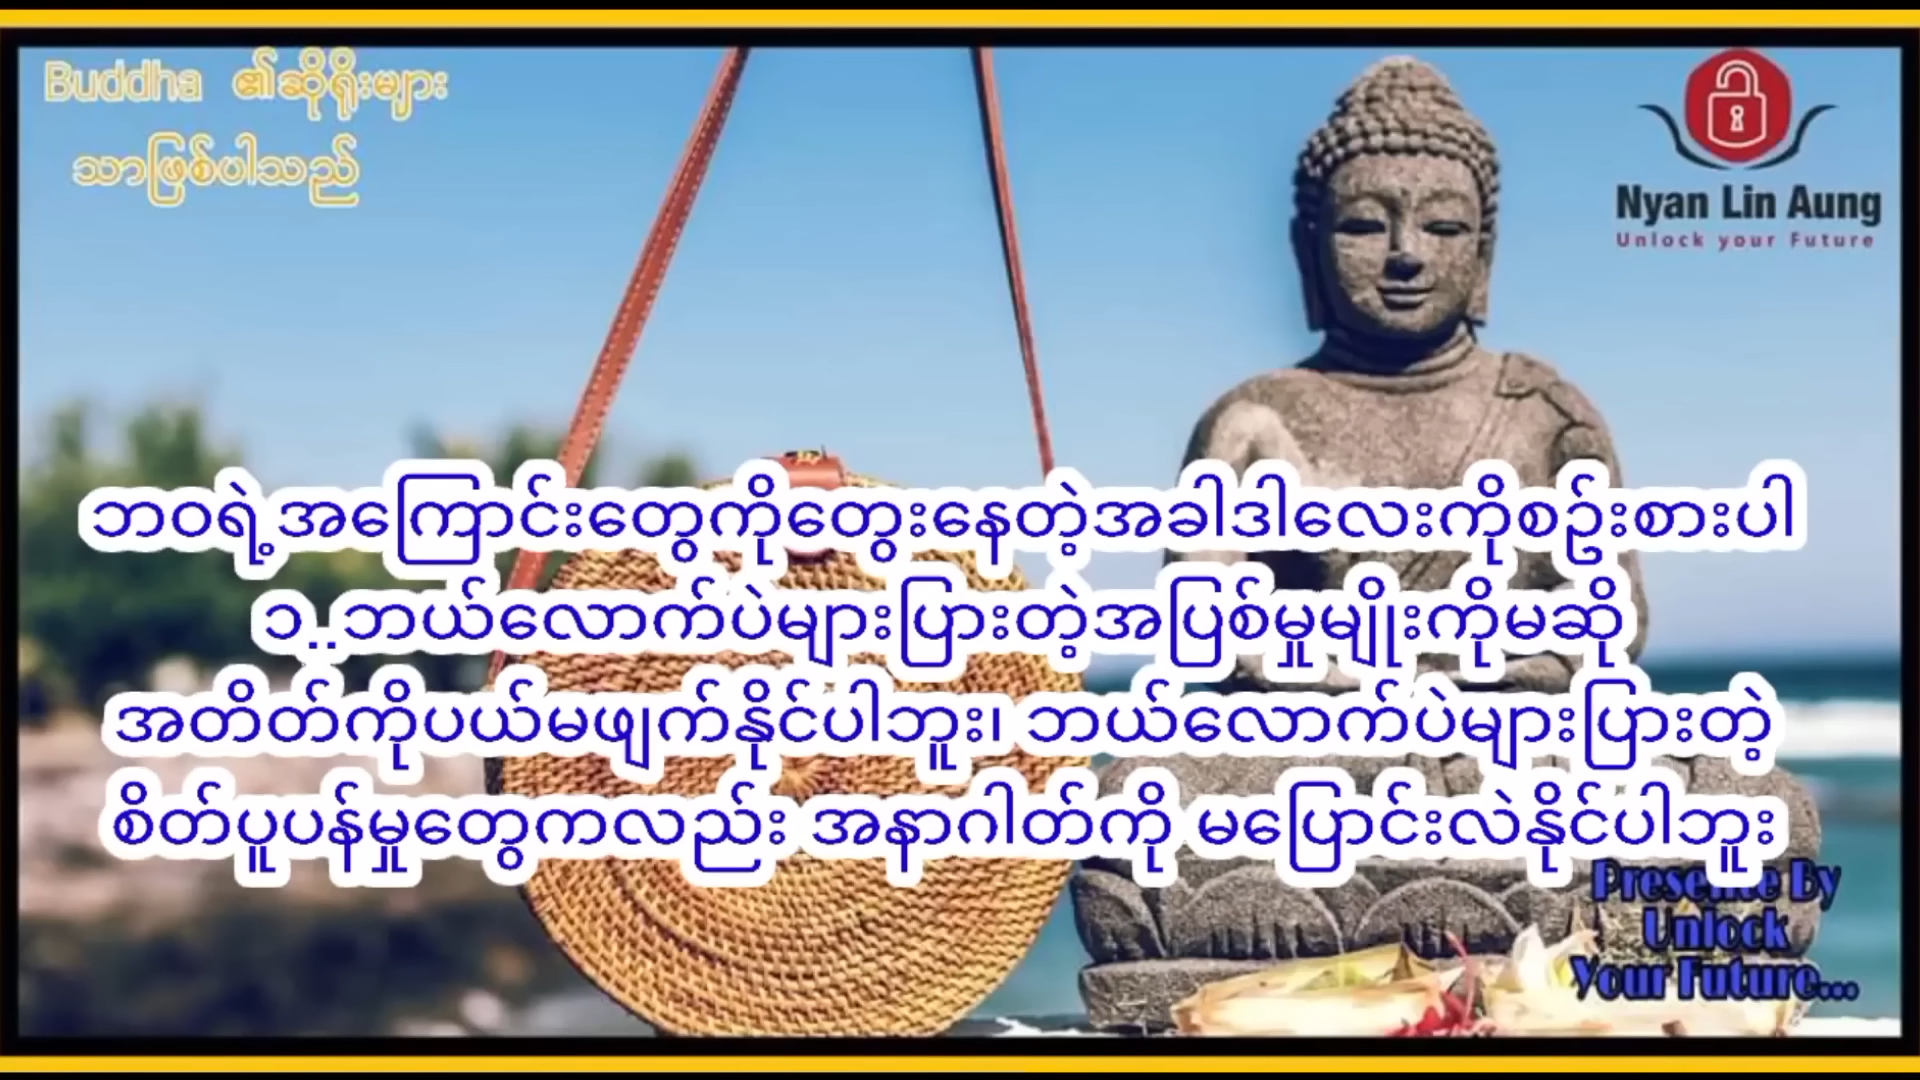 Buddha ၏ဆိုရိုးများ
သာဖြစ်ပါသည်
Nyan Lin Aung
Unlock your Future
ဘဝရဲ့အကြောင်းတွေကိုတွေးနေတဲ့အခါဒါလေးကိုစဥ်းစားပါ
၁..ဘယ်လောက်ပဲများပြားတဲ့အပြစ်မှုမျိုးကိုမဆို
အတိတ်ကိုပယ်မဖျက်နိုင်ပါဘူး၊ ဘယ်လောက်ပဲများပြားတဲ့
စိတ်ပူပန်မှုတွေကလည်း အနာဂါတ်ကို မပြောင်းလဲနိုင်ပါဘူး
Presente By
Unlock
Your Future...